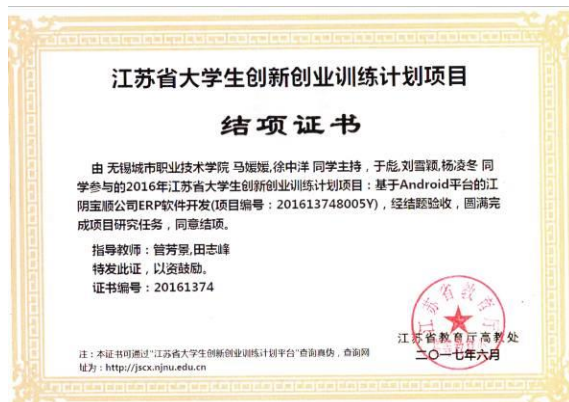 江苏省大学生创新创业训练计划项目
结项证书
由 无锡城市职业技术学院 马媛媛,徐中洋 同学主持，于彪,刘雪颖,杨凌冬 同
学参与的2016年江苏省大学生创新创业训练计划项目：基于Android平台的江
阴宝顺公司ERP软件开发(项目编号：201613748005Y)，经结题验收，圆满完
成项目研究任务，同意结项。
指导教师：管芳景,田志峰
特发此证，以资鼓励。
证书编号：20161374
江苏省教育厅
江苏省教育厅高教处
二〇一七年六月
注：本证书可通过"江苏省大学生创新创业训练计划平台"查询真伪，查询网
址为：http://jscx.njnu.edu.cn